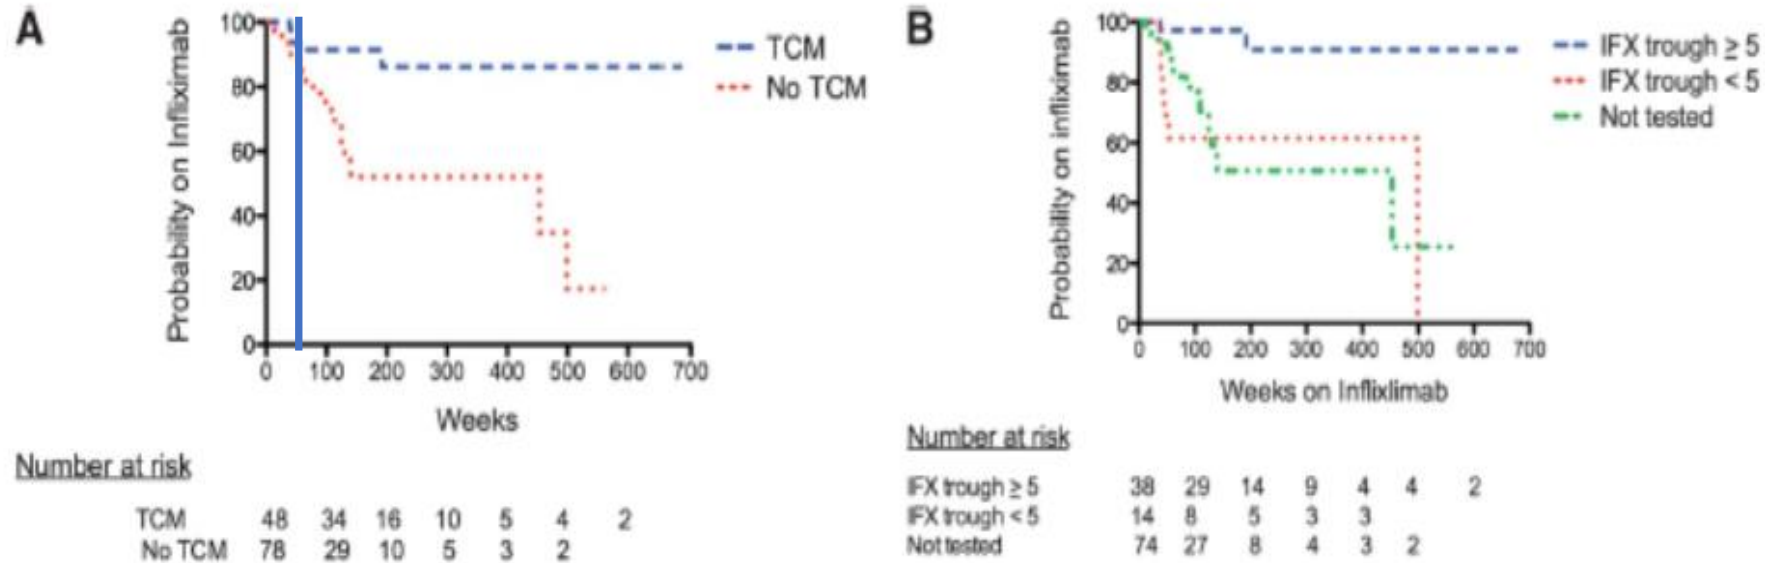 A
Probability on Infliximab
100
80
60
40
20
0
0 100 200 300 400 500 600 700
Weeks
TCM
No TCM
Number at risk
TCM 48 34 16 10 5 4 2
No TCM 78 29 10 5 3 2
B
Probability on infliximab
100
80
60
40
20
0
0 100 200 300 400 500 600 700
Weeks on Inflixlimab
IFX trough ≥ 5
IFX trough < 5
Not tested
Number at risk
IFX trough ≥ 5 38 29 14 9 4 4 2
IFX trough < 5 14 8 5 3 3
Not tested 74 27 8 4 3 2